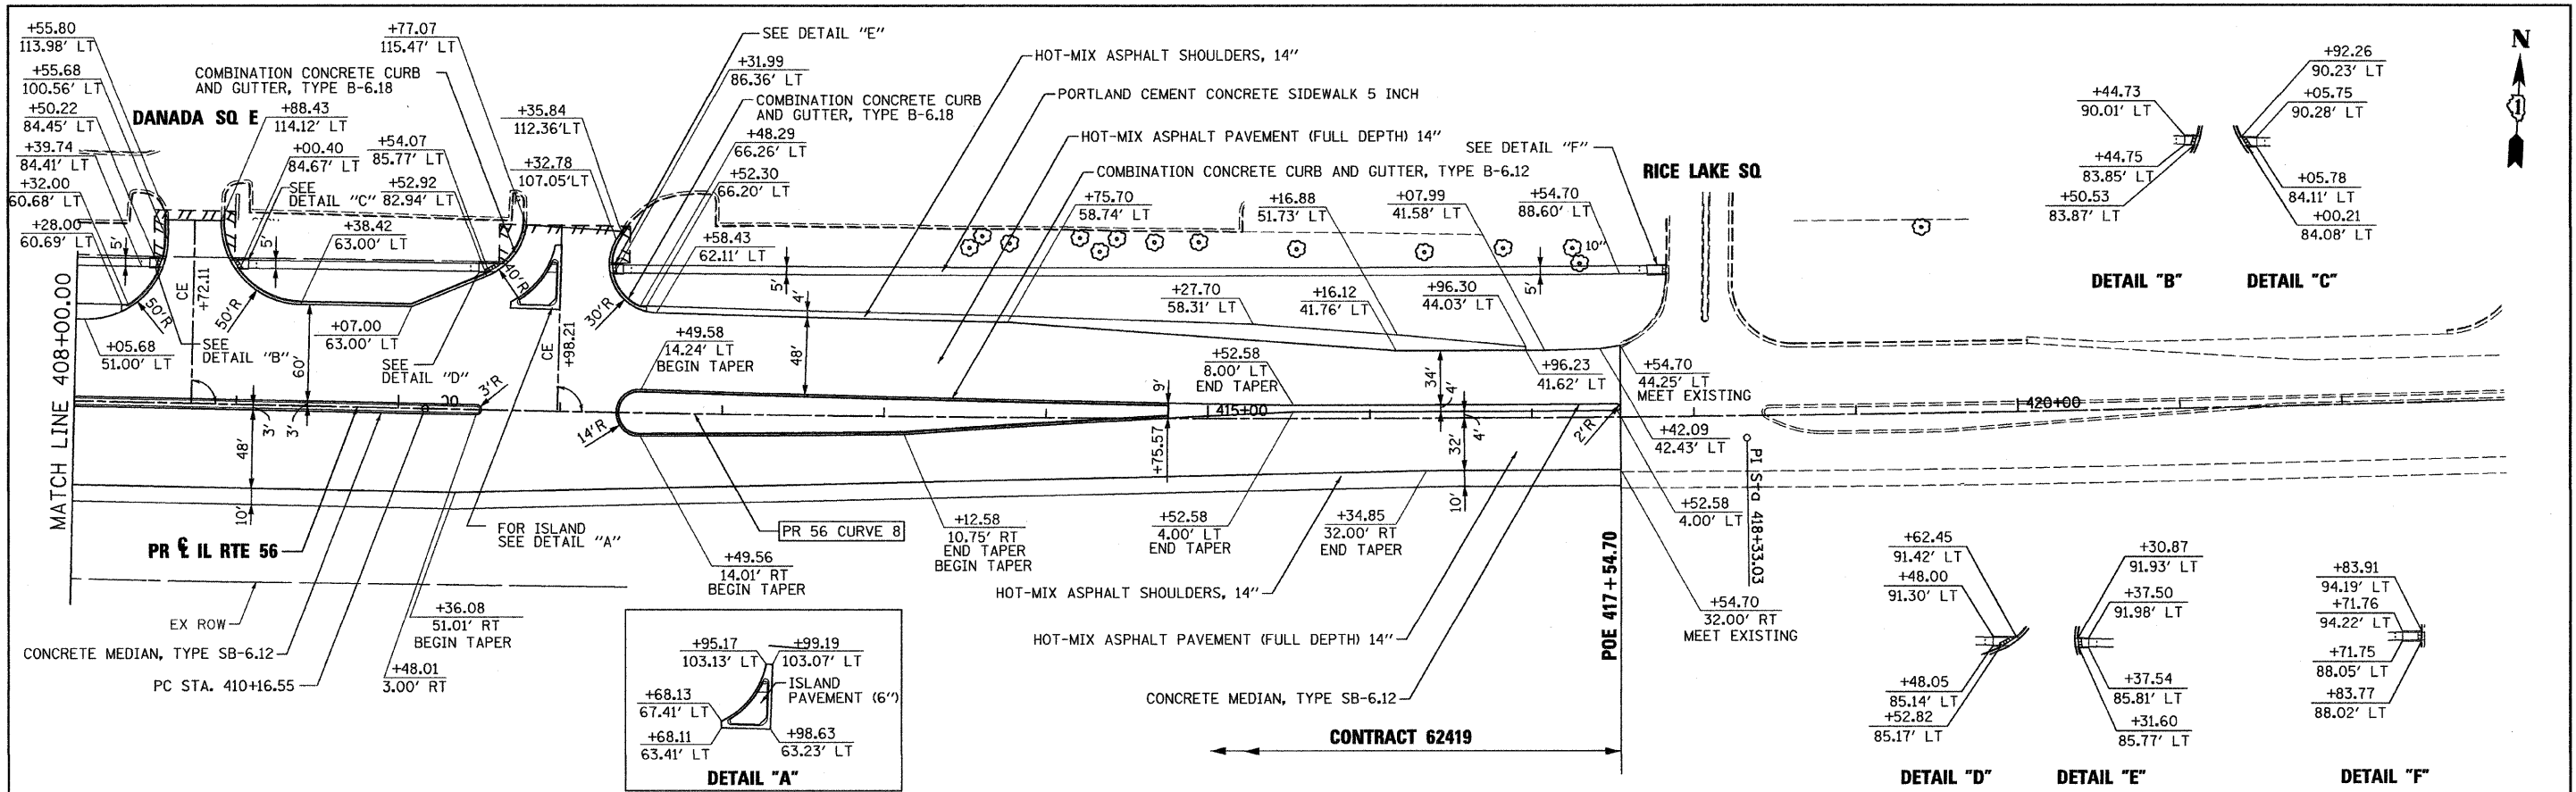 +55.80
113.98' LT
+55.68
100.56' LT
+50.22
84.45' LT
+39.74
84.41' LT
+32.00
60.68' LT
+28.00
60.69' LT
COMBINATION CONCRETE CURB
AND GUTTER, TYPE B-6.18
DANADA SQ E
+88.43
114.12' LT
+00.40
84.67' LT
SEE
DETAIL "C"
+77.07
115.47' LT
+54.07
85.77' LT
+52.92
82.94' LT
+38.42
63.00' LT
+07.00
63.00' LT
+35.84
112.36'LT
+32.78
107.05'LT
SEE DETAIL "E"
+31.99
86.36' LT
COMBINATION CONCRETE CURB
AND GUTTER, TYPE B-6.18
+48.29
66.26' LT
+52.30
66.20' LT
+58.43
62.11' LT
HOT-MIX ASPHALT SHOULDERS, 14"
PORTLAND CEMENT CONCRETE SIDEWALK 5 INCH
HOT-MIX ASPHALT PAVEMENT (FULL DEPTH) 14"
COMBINATION CONCRETE CURB AND GUTTER, TYPE B-6.12
SEE DETAIL "F"
RICE LAKE SQ
+75.70
58.74' LT
+16.88
51.73' LT
+07.99
41.58' LT
+54.70
88.60' LT
10"
5'
5'
5'
5'
4'
CE
+72.11
CE
+98.21
50'R
50'R
40'R
30'R
+05.68
51.00' LT
SEE
DETAIL "B"
SEE
DETAIL "D"
60'
3'R
+49.58
14.24' LT
BEGIN TAPER
48'
+27.70
58.31' LT
+16.12
41.76' LT
+96.30
44.03' LT
+52.58
8.00' LT
END TAPER
9'
34'
4'
+96.23
41.62' LT
+54.70
44.25' LT
MEET EXISTING
415+00
420+00
MATCH LINE 408+00.00
48'
3'
3'
10'
14'R
+75.57
32'
4'
2'R
10'
+42.09
42.43' LT
PI Sta 418+33.03
+52.58
4.00' LT
PR ℄ IL RTE 56
FOR ISLAND
SEE DETAIL "A"
PR 56 CURVE 8
+49.56
14.01' RT
BEGIN TAPER
+12.58
10.75' RT
END TAPER
BEGIN TAPER
+52.58
4.00' LT
END TAPER
+34.85
32.00' RT
END TAPER
HOT-MIX ASPHALT SHOULDERS, 14"
HOT-MIX ASPHALT PAVEMENT (FULL DEPTH) 14"
CONCRETE MEDIAN, TYPE SB-6.12
POE 417+54.70
+54.70
32.00' RT
MEET EXISTING
EX ROW
CONCRETE MEDIAN, TYPE SB-6.12
PC STA. 410+16.55
+36.08
51.01' RT
BEGIN TAPER
+48.01
3.00' RT
+95.17
103.13' LT
+99.19
103.07' LT
ISLAND
PAVEMENT (6")
+68.13
67.41' LT
+68.11
63.41' LT
+98.63
63.23' LT
DETAIL "A"
CONTRACT 62419
N
1
+44.73
90.01' LT
+44.75
83.85' LT
+50.53
83.87' LT
DETAIL "B"
+92.26
90.23' LT
+05.75
90.28' LT
+05.78
84.11' LT
+00.21
84.08' LT
DETAIL "C"
+62.45
91.42' LT
+48.00
91.30' LT
+48.05
85.14' LT
+52.82
85.17' LT
DETAIL "D"
+30.87
91.93' LT
+37.50
91.98' LT
+37.54
85.81' LT
+31.60
85.77' LT
DETAIL "E"
+83.91
94.19' LT
+71.76
94.22' LT
+71.75
88.05' LT
+83.77
88.02' LT
DETAIL "F"